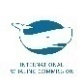 INTERNATIONAL
WHALING COMMISSION